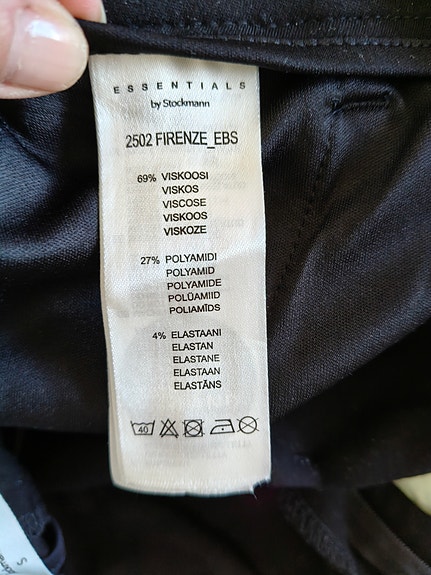 ESSENTIALS
by Stockmann
2502 FIRENZE_EBS
69% VISKOOSI
VISKOS
VISCOSE
VISKOOS
VISKOZE
27% POLYAMIDI
POLYAMID
POLYAMIDE
POLÜAMIID
POLIAMĪDS
4% ELASTAANI
ELASTAN
ELASTANE
ELASTAAN
ELASTĀNS
40
S